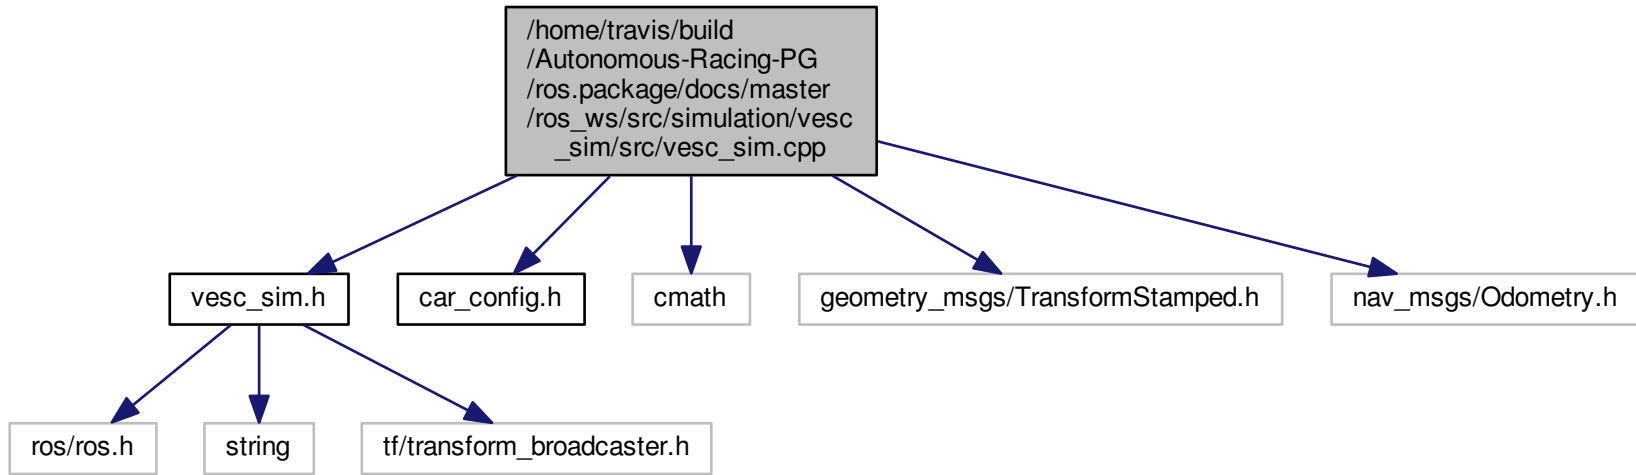 /home/travis/build
/Autonomous-Racing-PG
/ros.package/docs/master
/ros_ws/src/simulation/vesc
_sim/src/vesc_sim.cpp
vesc_sim.h
car_config.h
cmath
geometry_msgs/TransformStamped.h
nav_msgs/Odometry.h
ros/ros.h
string
tf/transform_broadcaster.h